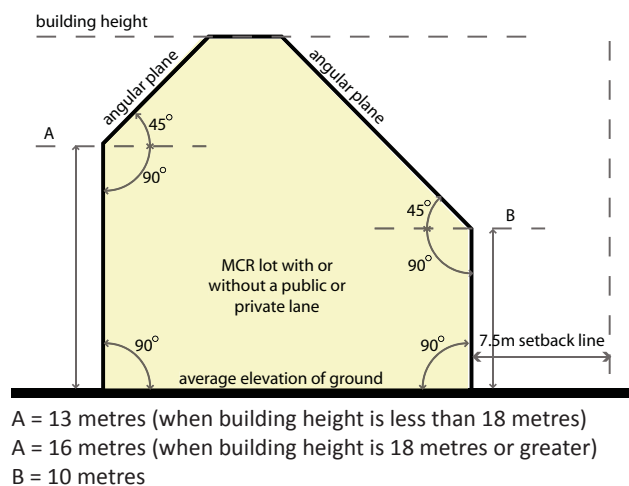 building height
angular plane
angular plane
A
45°
90°
45°
B
90°
MCR lot with or
without a public or
private lane
90°
90°
7.5m setback line
average elevation of ground
A = 13 metres (when building height is less than 18 metres)
A = 16 metres (when building height is 18 metres or greater)
B = 10 metres